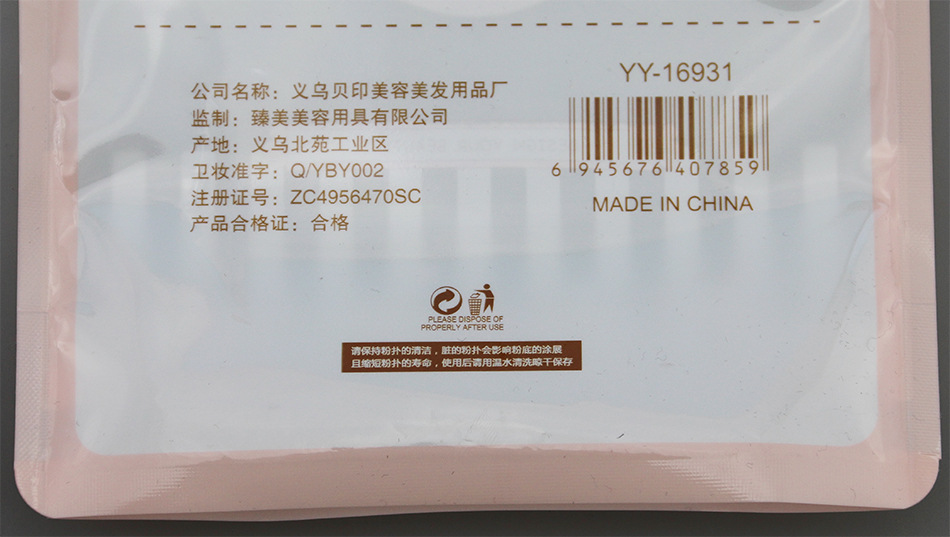 公司名称：义乌贝印美容美发用品厂
监制：臻美美容用具有限公司
产地：义乌北苑工业区
卫妆准字：Q/YBY002
注册证号：ZC4956470SC
产品合格证：合格
YY-16931
6 945676 407859
MADE IN CHINA
PLEASE DISPOSE OF
PROPERLY AFTER USE
请保持粉扑的清洁，脏的粉扑会影响粉底的涂展
且缩短粉扑的寿命，使用后请用温水清洗晾干保存